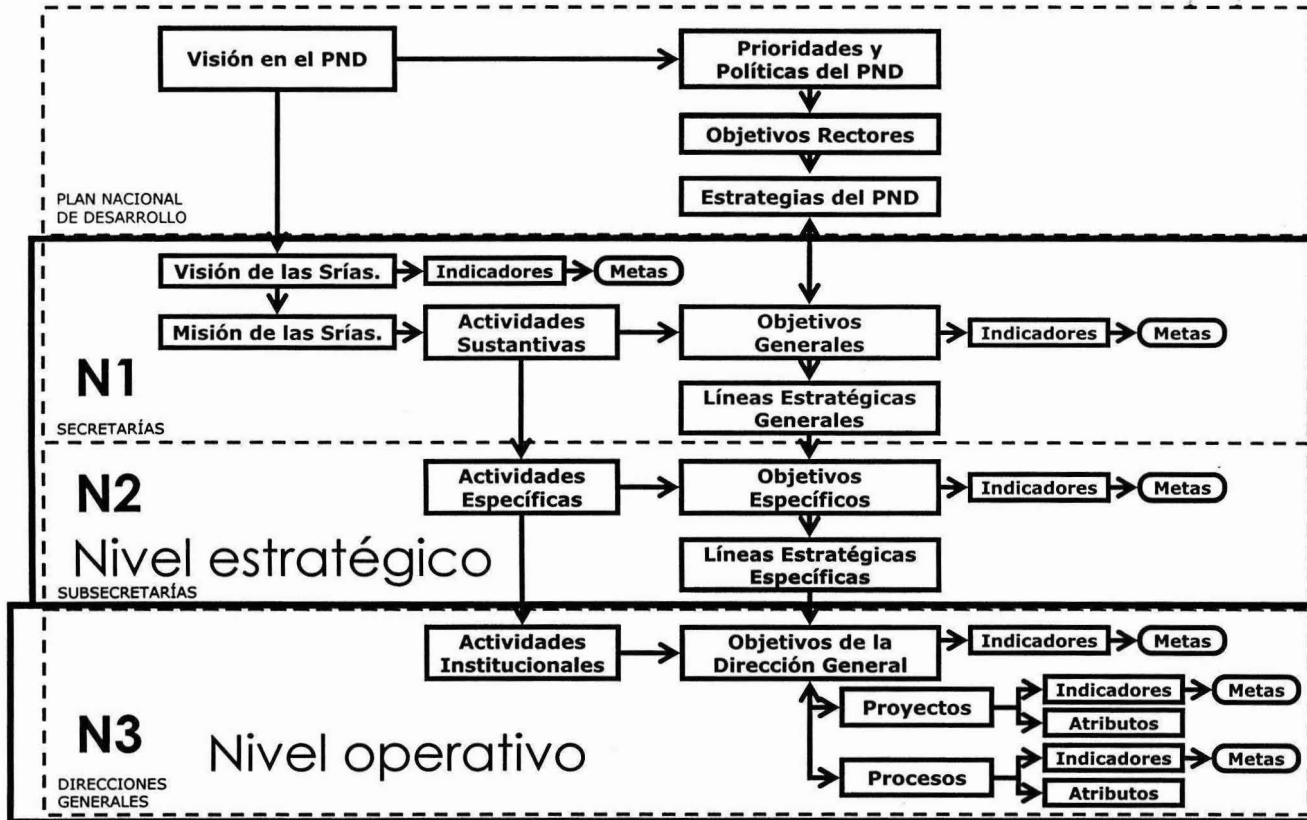 Visión en el PND
Prioridades y
Políticas del PND
Objetivos Rectores
Estrategias del PND
PLAN NACIONAL
DE DESARROLLO
Visión de las Srías.
Indicadores
Metas
Misión de las Srías.
Actividades
Sustantivas
Objetivos
Generales
Indicadores
Metas
N1
Líneas Estratégicas
Generales
SECRETARÍAS
Actividades
Específicas
Objetivos
Específicos
Indicadores
Metas
N2
Nivel estratégico
Líneas Estratégicas
Específicas
SUBSECRETARÍAS
Actividades
Institucionales
Objetivos de la
Dirección General
Indicadores
Metas
Proyectos
Indicadores
Metas
Atributos
N3
Nivel operativo
Procesos
Indicadores
Metas
Atributos
DIRECCIONES
GENERALES